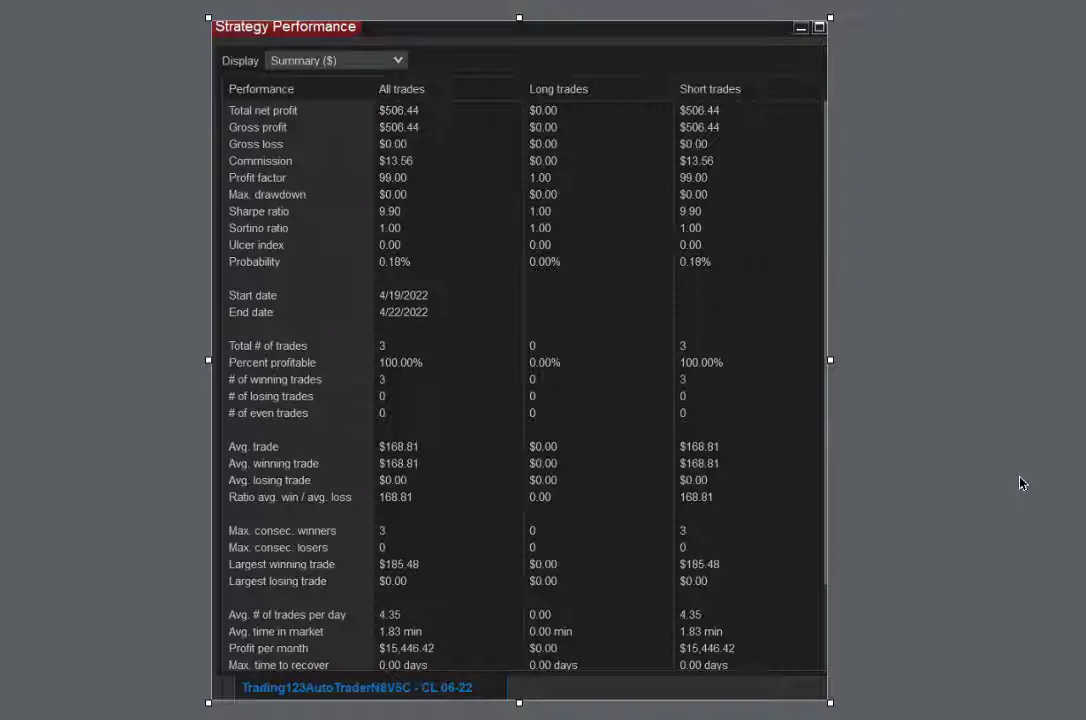 Strategy Performance
Display Summary ($)
Performance All trades Long trades Short trades
Total net profit $506.44 $0.00 $506.44
Gross profit $506.44 $0.00 $506.44
Gross loss $0.00 $0.00 $0.00
Commission $13.56 $0.00 $13.56
Profit factor 99.00 1.00 99.00
Max. drawdown $0.00 $0.00 $0.00
Sharpe ratio 9.90 1.00 9.90
Sortino ratio 1.00 1.00 1.00
Ulcer index 0.00 0.00 0.00
Probability 0.18% 0.00% 0.18%
Start date 4/19/2022
End date 4/22/2022
Total # of trades 3 0 3
Percent profitable 100.00% 0.00% 100.00%
# of winning trades 3 0 3
# of losing trades 0 0 0
# of even trades 0 0 0
Avg. trade $168.81 $0.00 $168.81
Avg. winning trade $168.81 $0.00 $168.81
Avg. losing trade $0.00 $0.00 $0.00
Ratio avg. win / avg. loss 168.81 0.00 168.81
Max. consec. winners 3 0 3
Max. consec. losers 0 0 0
Largest winning trade $185.48 $0.00 $185.48
Largest losing trade $0.00 $0.00 $0.00
Avg. # of trades per day 4.35 0.00 4.35
Avg. time in market 1.83 min 0.00 min 1.83 min
Profit per month $15,446.42 $0.00 $15,446.42
Max. time to recover 0.00 days 0.00 days 0.00 days
Trading123AutoTraderN8V5C - CL 06-22